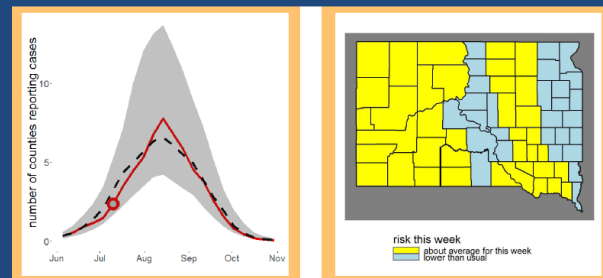 number of counties reporting cases
10
5
0
Jun Jul Aug Sep Oct Nov
risk this week
about average for this week
lower than usual